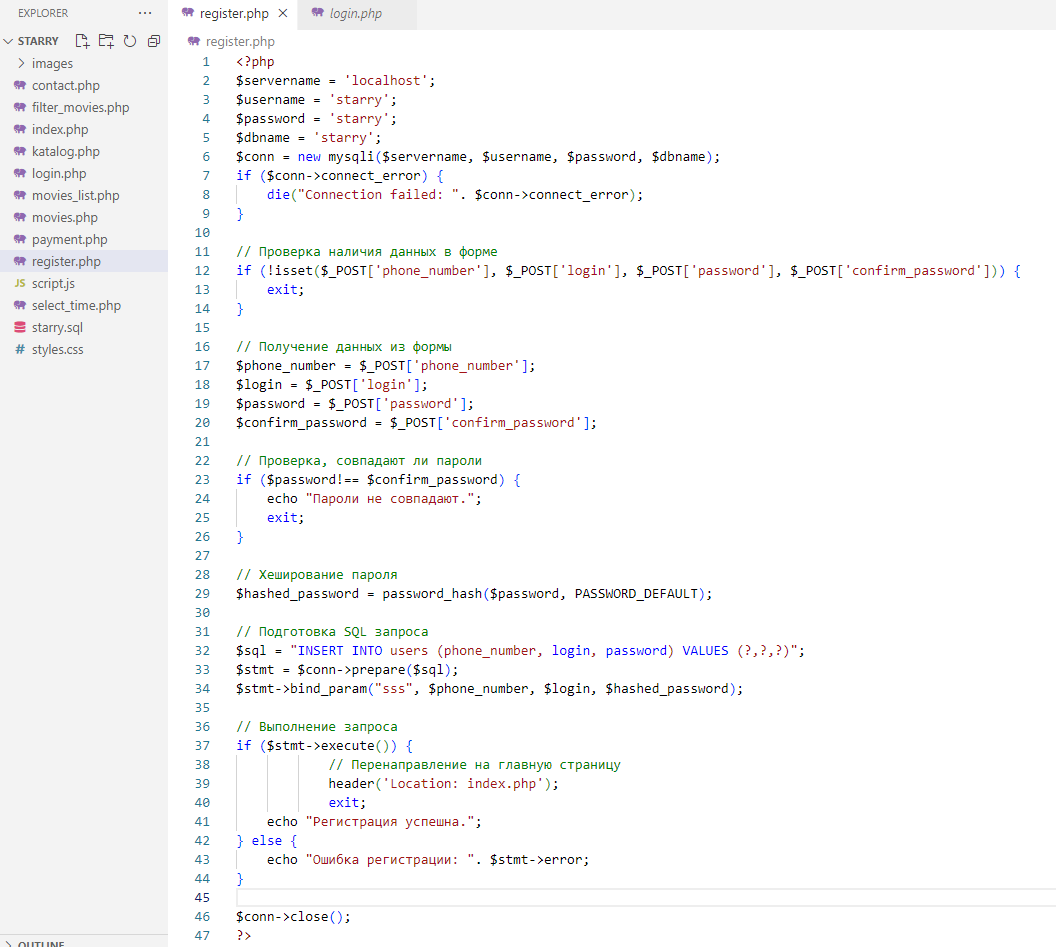 EXPLORER
STARRY
images
contact.php
filter_movies.php
index.php
katalog.php
login.php
movies_list.php
movies.php
payment.php
register.php
JS script.js
select_time.php
starry.sql
# styles.css
OUTLINE
register.php
login.php
register.php
1 <?php
2 $servername = 'localhost';
3 $username = 'starry';
4 $password = 'starry';
5 $dbname = 'starry';
6 $conn = new mysqli($servername, $username, $password, $dbname);
7 if ($conn->connect_error) {
8     die("Connection failed: ". $conn->connect_error);
9 }
10
11 // Проверка наличия данных в форме
12 if (!isset($_POST['phone_number'], $_POST['login'], $_POST['password'], $_POST['confirm_password'])) {
13     exit;
14 }
15
16 // Получение данных из формы
17 $phone_number = $_POST['phone_number'];
18 $login = $_POST['login'];
19 $password = $_POST['password'];
20 $confirm_password = $_POST['confirm_password'];
21
22 // Проверка, совпадают ли пароли
23 if ($password!== $confirm_password) {
24     echo "Пароли не совпадают.";
25     exit;
26 }
27
28 // Хеширование пароля
29 $hashed_password = password_hash($password, PASSWORD_DEFAULT);
30
31 // Подготовка SQL запроса
32 $sql = "INSERT INTO users (phone_number, login, password) VALUES (?,?,?)";
33 $stmt = $conn->prepare($sql);
34 $stmt->bind_param("sss", $phone_number, $login, $hashed_password);
35
36 // Выполнение запроса
37 if ($stmt->execute()) {
38             // Перенаправление на главную страницу
39             header('Location: index.php');
40             exit;
41     echo "Регистрация успешна.";
42 } else {
43     echo "Ошибка регистрации: ". $stmt->error;
44 }
45
46 $conn->close();
47 ?>